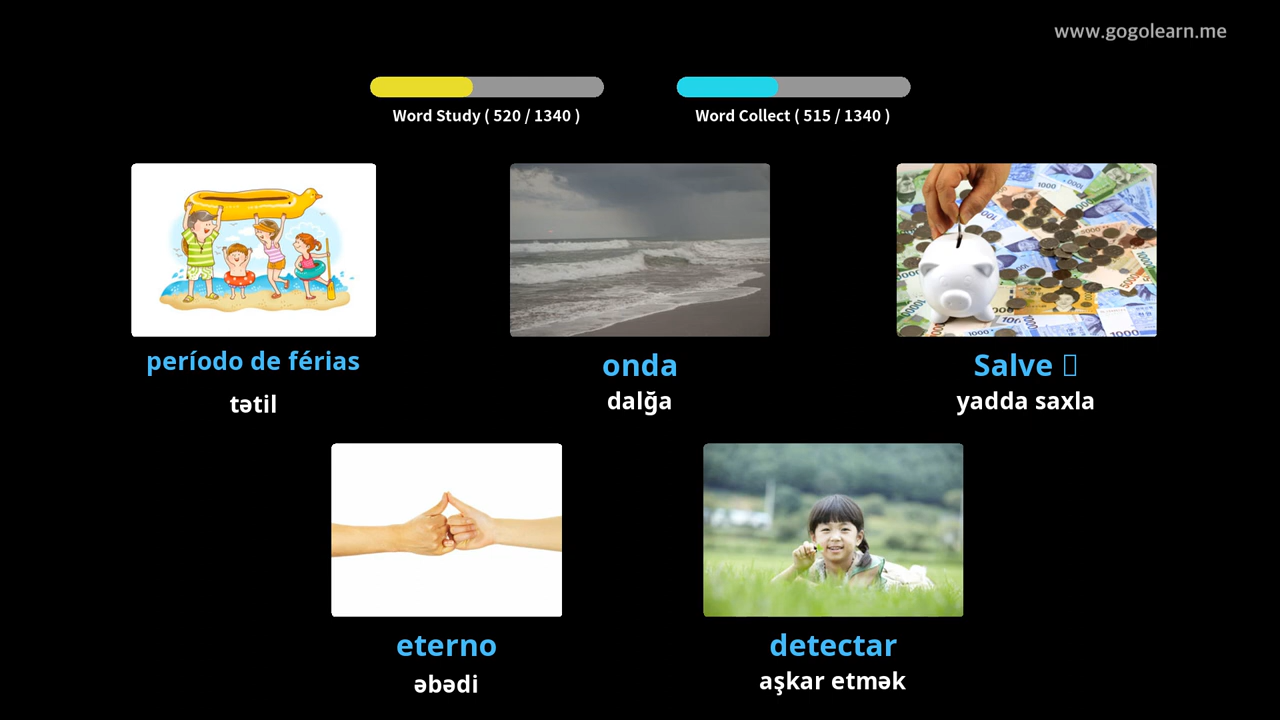 www.gogolearn.me
Word Study ( 520 / 1340 )
Word Collect ( 515 / 1340 )
período de férias
tətil
onda
dalğa
Salve
yadda saxla
eterno
əbədi
detectar
aşkar etmək